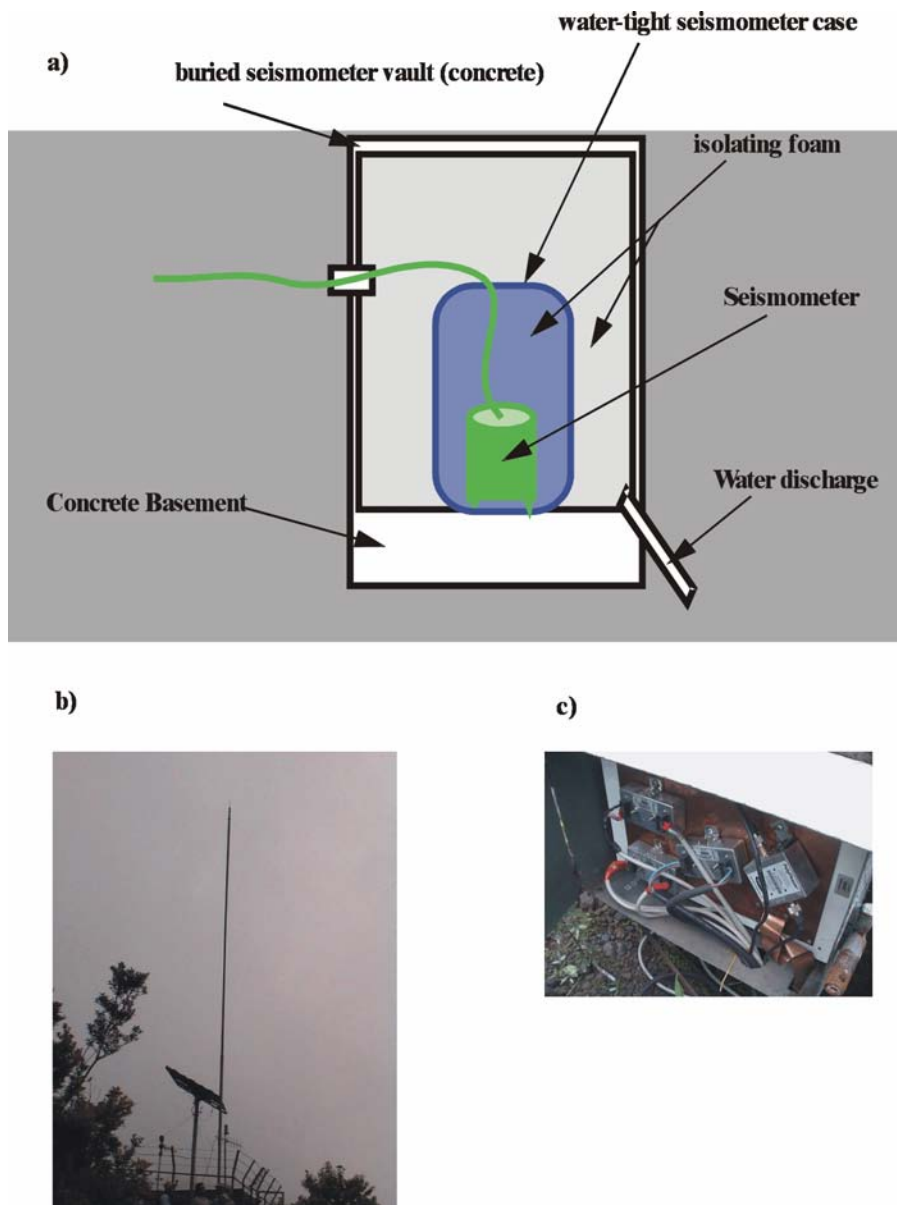 water-tight seismometer case
a)
buried seismometer vault (concrete)
isolating foam
Seismometer
Water discharge
Concrete Basement
b)
c)